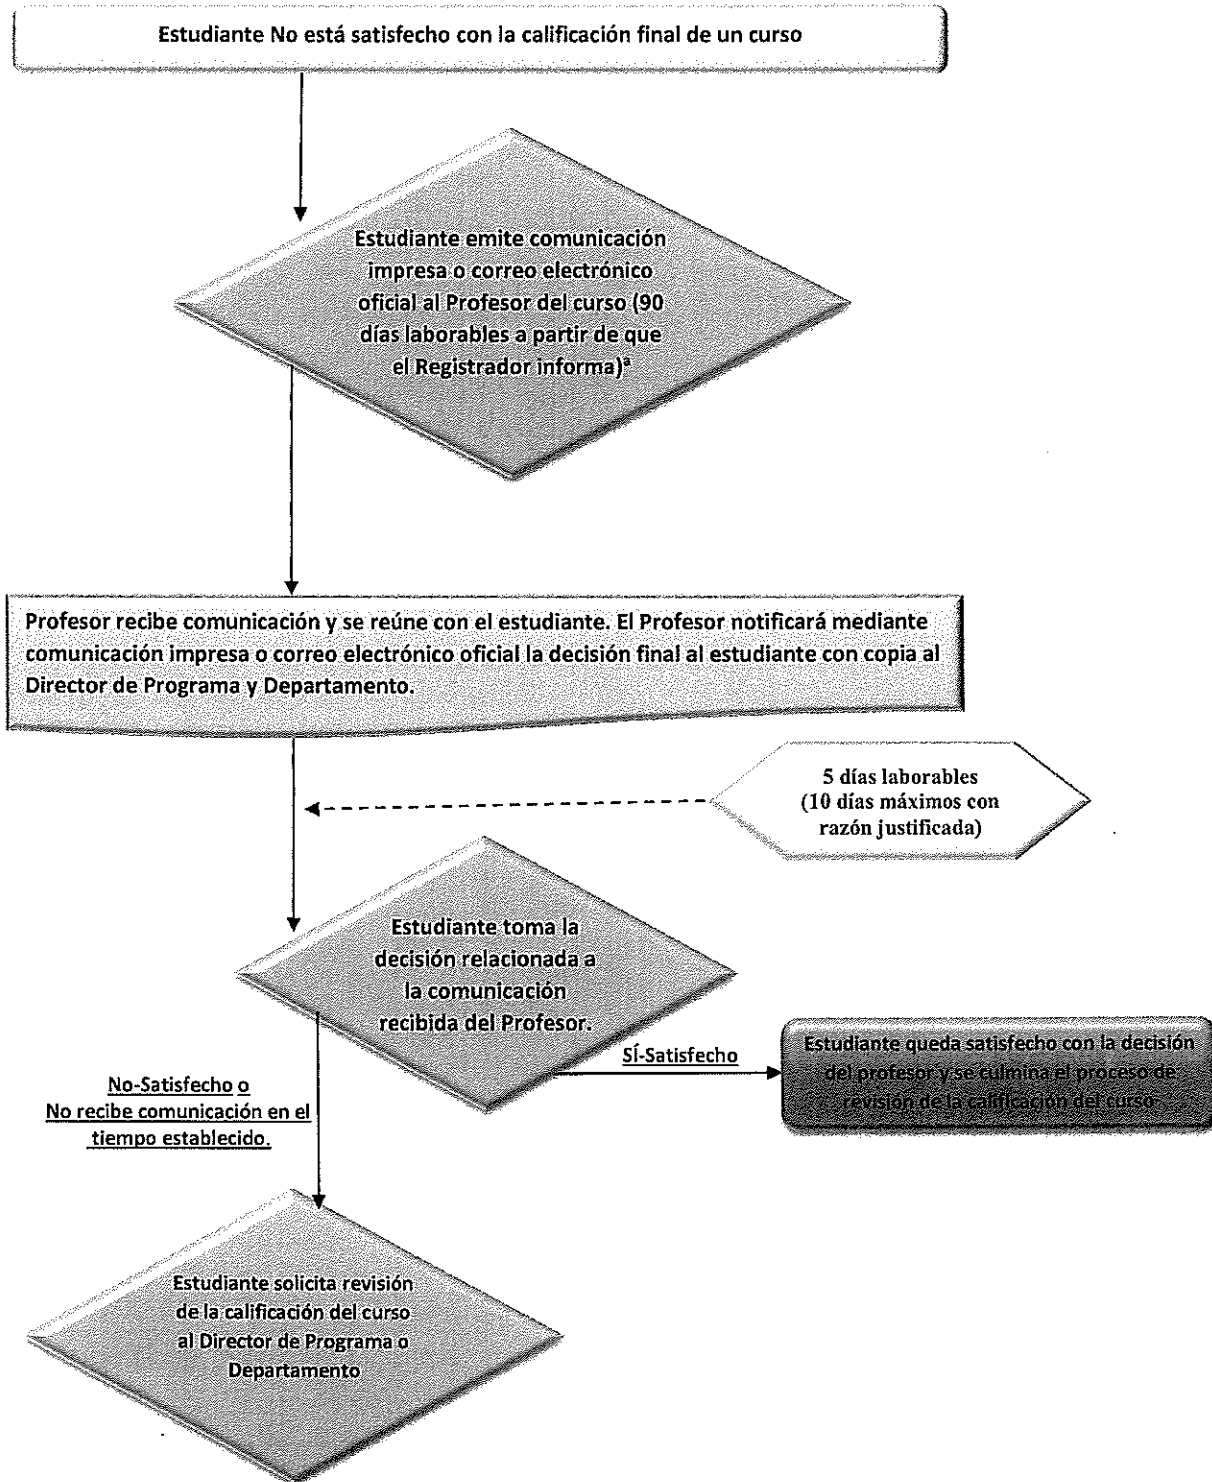 Estudiante No está satisfecho con la calificación final de un curso
Estudiante emite comunicación
impresa o correo electrónico
oficial al Profesor del curso (90
días laborables a partir de que
el Registrador informa)ª
Profesor recibe comunicación y se reúne con el estudiante. El Profesor notificará mediante
comunicación impresa o correo electrónico oficial la decisión final al estudiante con copia al
Director de Programa y Departamento.
5 días laborables
(10 días máximos con
razón justificada)
Estudiante toma la
decisión relacionada a
la comunicación
recibida del Profesor.
SÍ-Satisfecho
Estudiante queda satisfecho con la decisión
del profesor y se culmina el proceso de
revisión de la calificación del curso
No-Satisfecho o
No recibe comunicación en el
tiempo establecido.
Estudiante solicita revisión
de la calificación del curso
al Director de Programa o
Departamento